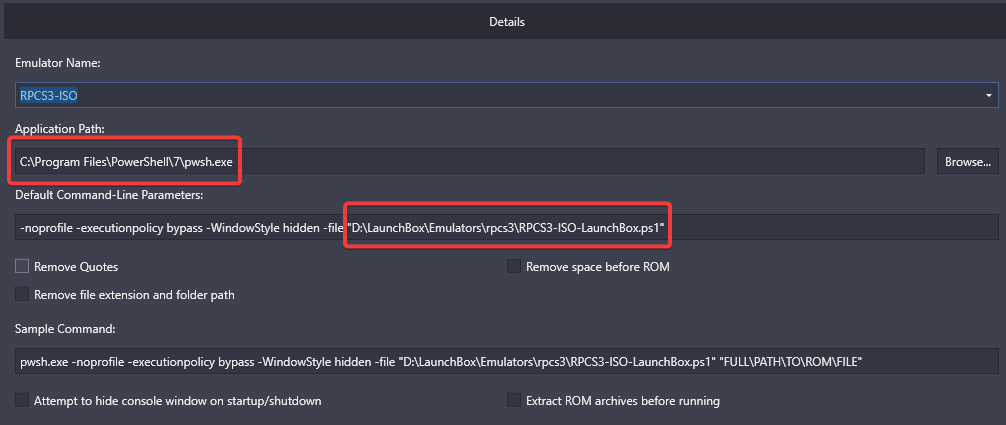 Details
Emulator Name:
RPCS3-ISO
Application Path:
C:\Program Files\PowerShell\7\pwsh.exe
Browse...
Default Command-Line Parameters:
-noprofile -executionpolicy bypass -WindowStyle hidden -file "D:\LaunchBox\Emulators\rpcs3\RPCS3-ISO-LaunchBox.ps1"
Remove Quotes
Remove space before ROM
Remove file extension and folder path
Sample Command:
pwsh.exe -noprofile -executionpolicy bypass -WindowStyle hidden -file "D:\LaunchBox\Emulators\rpcs3\RPCS3-ISO-LaunchBox.ps1" "FULL\PATH\TO\ROM\FILE"
Attempt to hide console window on startup/shutdown
Extract ROM archives before running